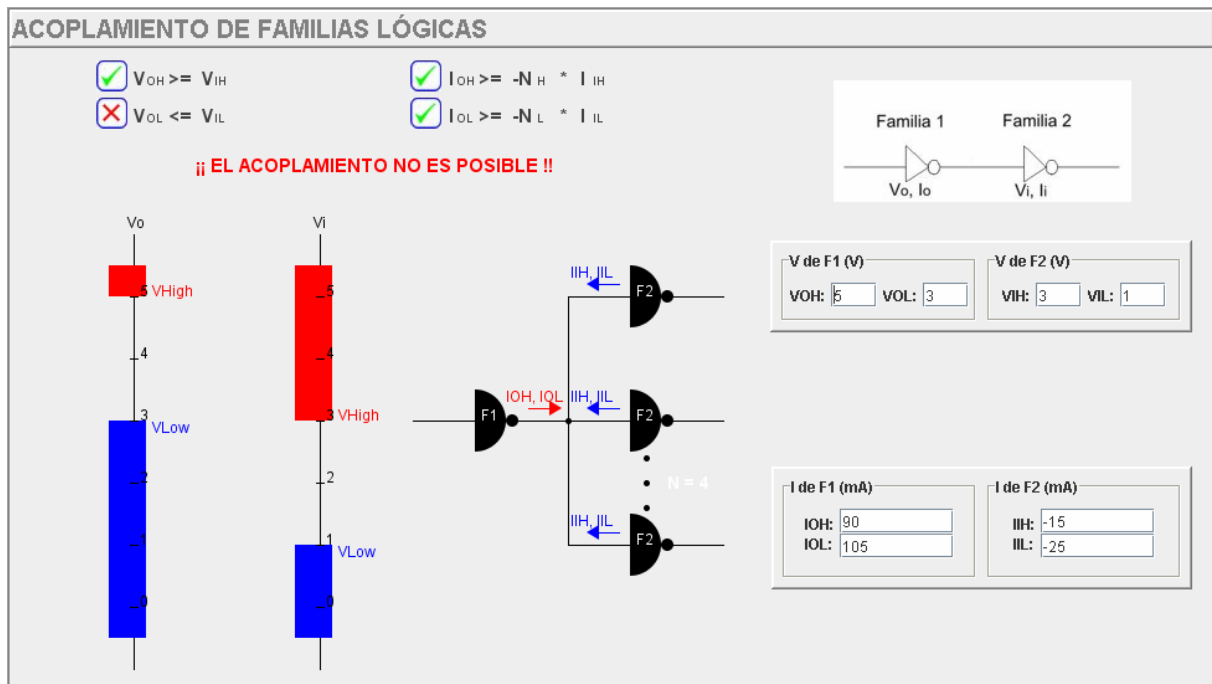 ACOPLAMIENTO DE FAMILIAS LÓGICAS
VOH >= VIH
IOH >= -NH * IIH
VOL <= VIL
IOL >= -NL * IIL
¡¡ EL ACOPLAMIENTO NO ES POSIBLE !!
Familia 1 Familia 2
Vo, Io Vi, Ii
Vo Vi
5 VHigh
4
3
VLow
2
1
0
5
4
3 VHigh
2
1
VLow
0
IIH, IIL
F2
F1
IOH, IOL
IIH, IIL
F2
N = 4
IIH, IIL
F2
V de F1 (V)
VOH: 5 VOL: 3
V de F2 (V)
VIH: 3 VIL: 1
I de F1 (mA)
IOH: 90
IOL: 105
I de F2 (mA)
IIH: -15
IIL: -25